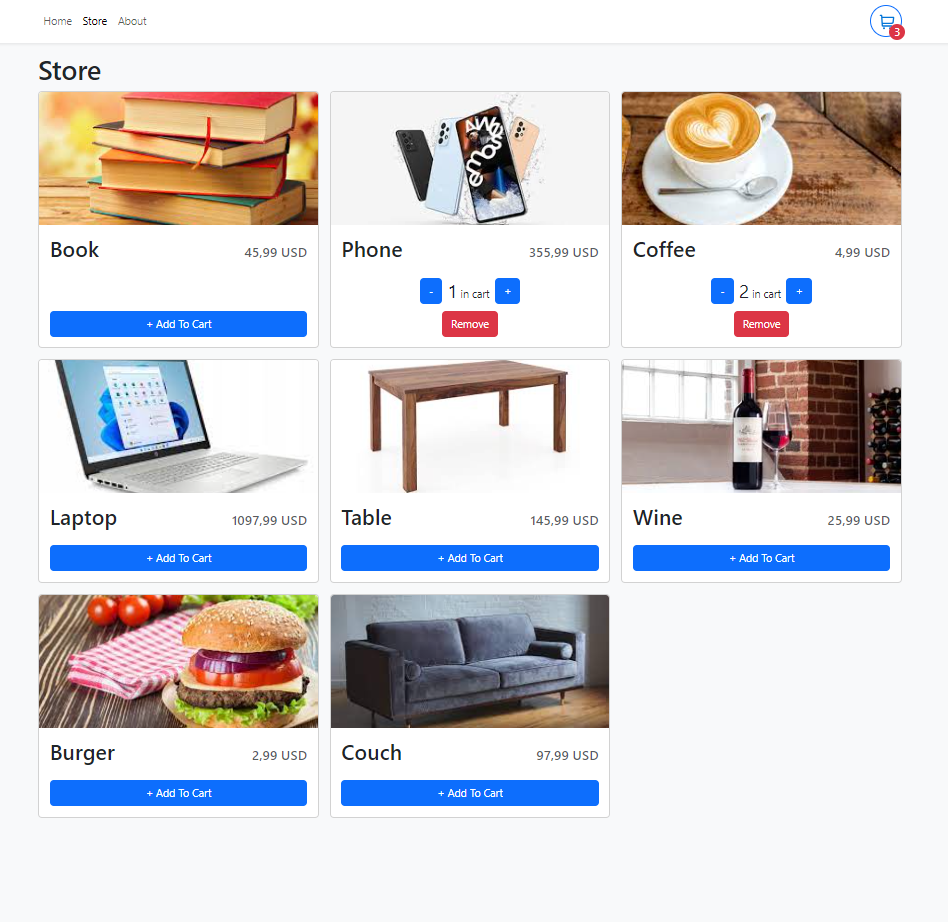 Home Store About
3
Store
Book 45,99 USD
+ Add To Cart
Phone 355,99 USD
- 1 in cart +
Remove
Coffee 4,99 USD
- 2 in cart +
Remove
Laptop 1097,99 USD
+ Add To Cart
Table 145,99 USD
+ Add To Cart
Wine 25,99 USD
+ Add To Cart
Burger 2,99 USD
+ Add To Cart
Couch 97,99 USD
+ Add To Cart